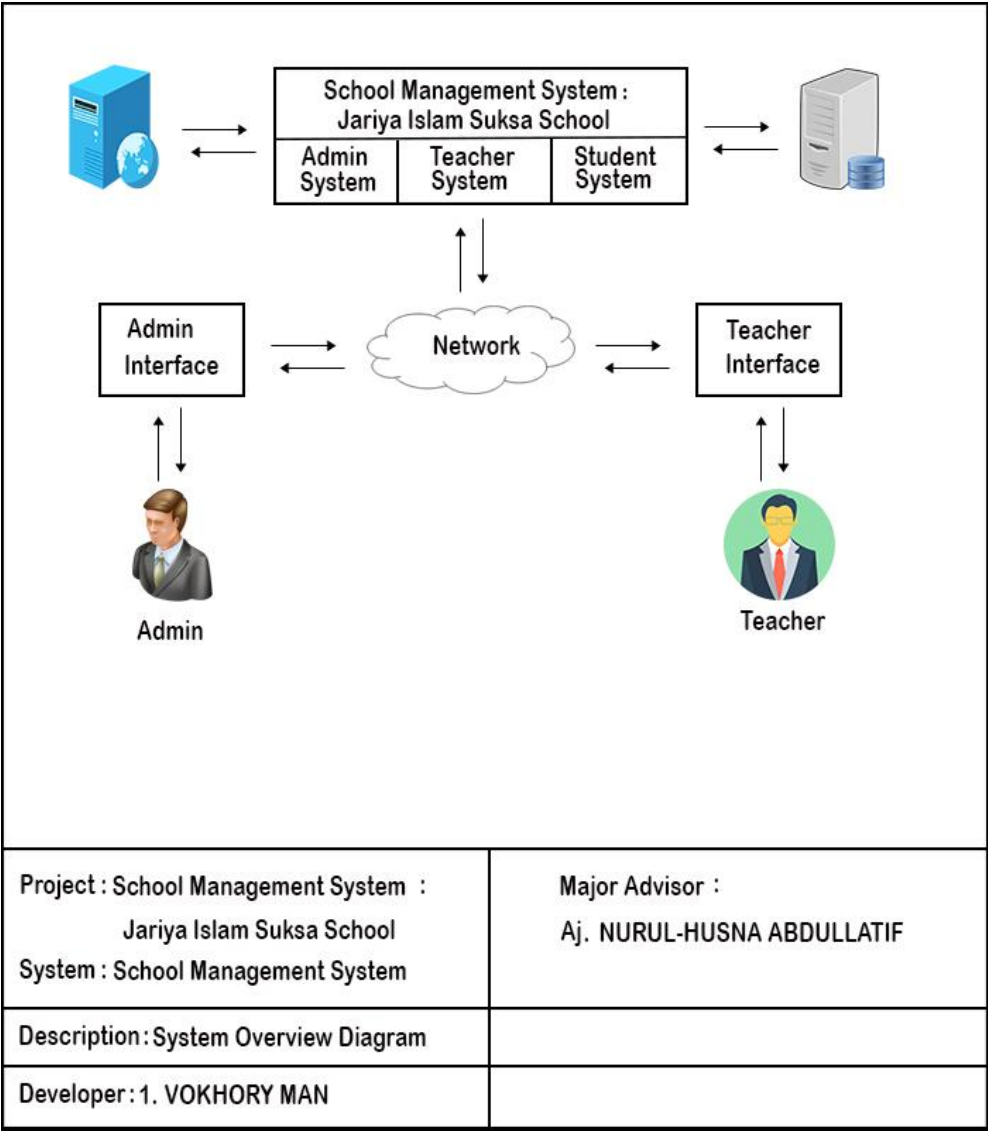 School Management System :
Jariya Islam Suksa School
Admin
System
Teacher
System
Student
System
Admin
Interface
Network
Teacher
Interface
Admin
Teacher
Project : School Management System :
Jariya Islam Suksa School
System : School Management System
Major Advisor :
Aj. NURUL-HUSNA ABDULLATIF
Description : System Overview Diagram
Developer : 1. VOKHORY MAN